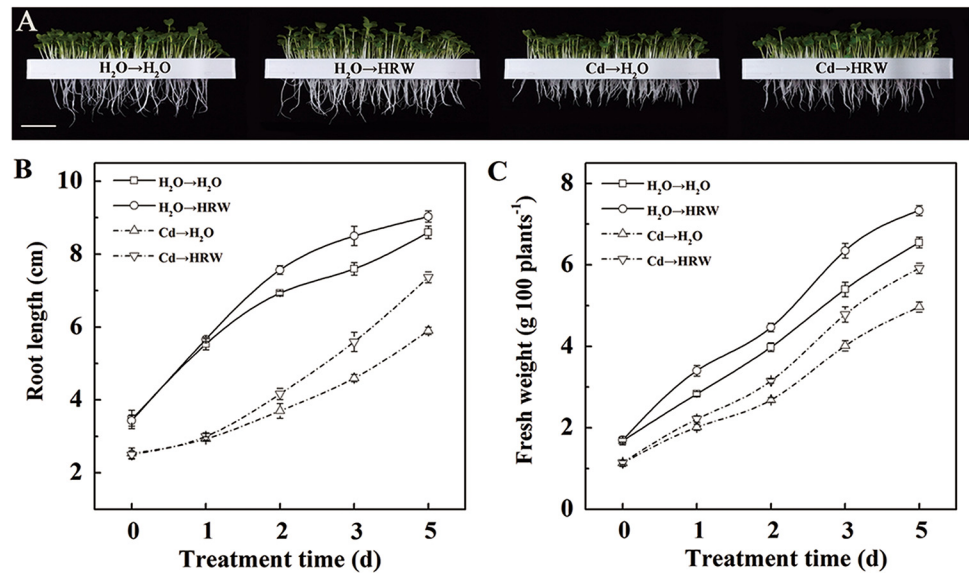 A
H₂O→H₂O
H₂O→HRW
Cd→H₂O
Cd→HRW
B
10
8
6
4
2
Root length (cm)
H₂O→H₂O
H₂O→HRW
Cd→H₂O
Cd→HRW
0 1 2 3 5
Treatment time (d)
C
8
6
4
2
0
Fresh weight (g 100 plants⁻¹)
H₂O→H₂O
H₂O→HRW
Cd→H₂O
Cd→HRW
0 1 2 3 5
Treatment time (d)